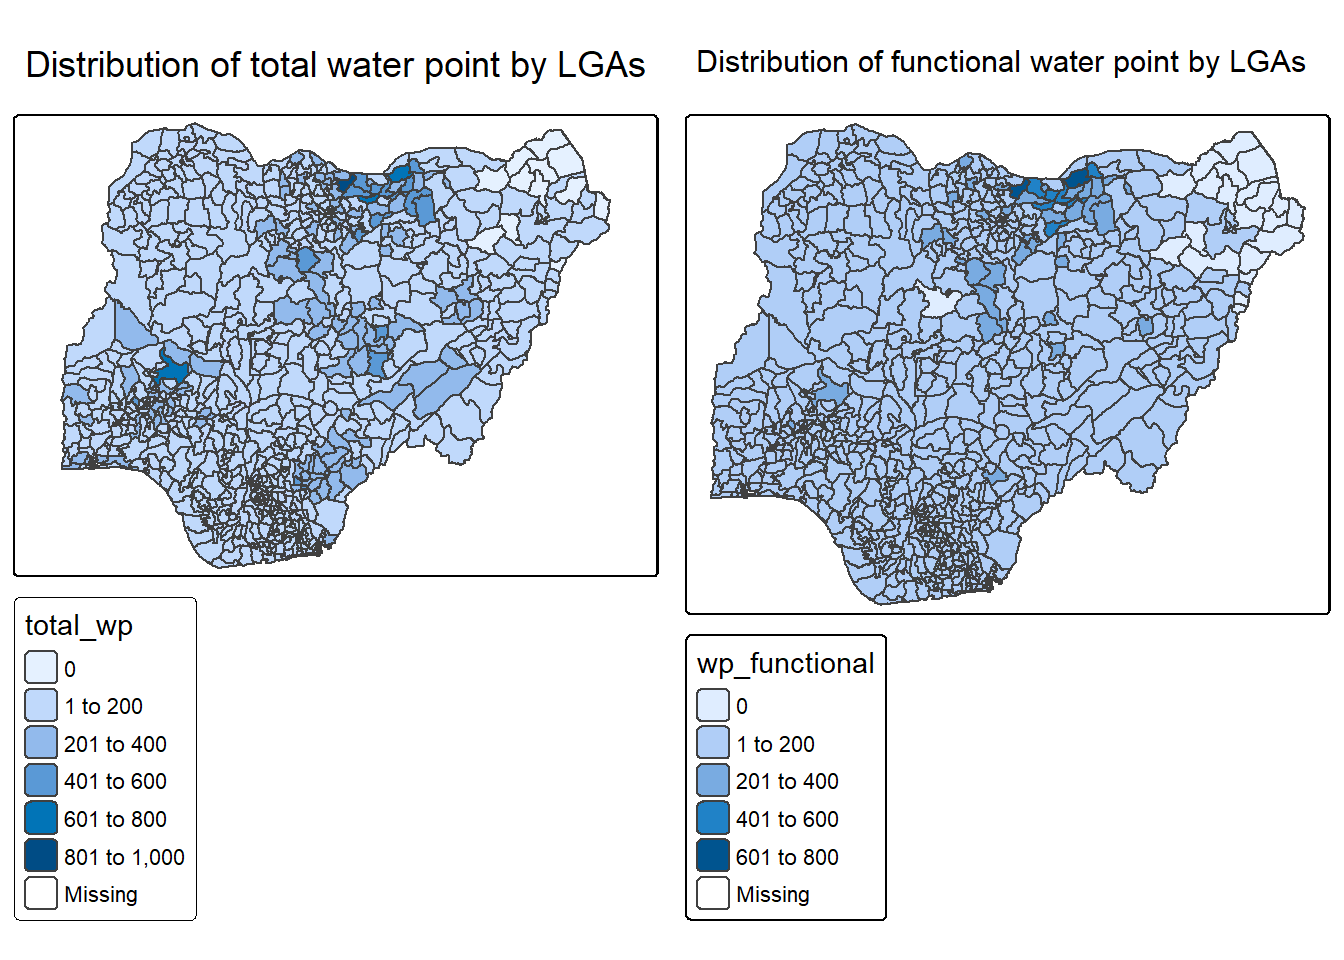 Distribution of total water point by LGAs
total_wp
0
1 to 200
201 to 400
401 to 600
601 to 800
801 to 1,000
Missing
Distribution of functional water point by LGAs
wp_functional
0
1 to 200
201 to 400
401 to 600
601 to 800
Missing